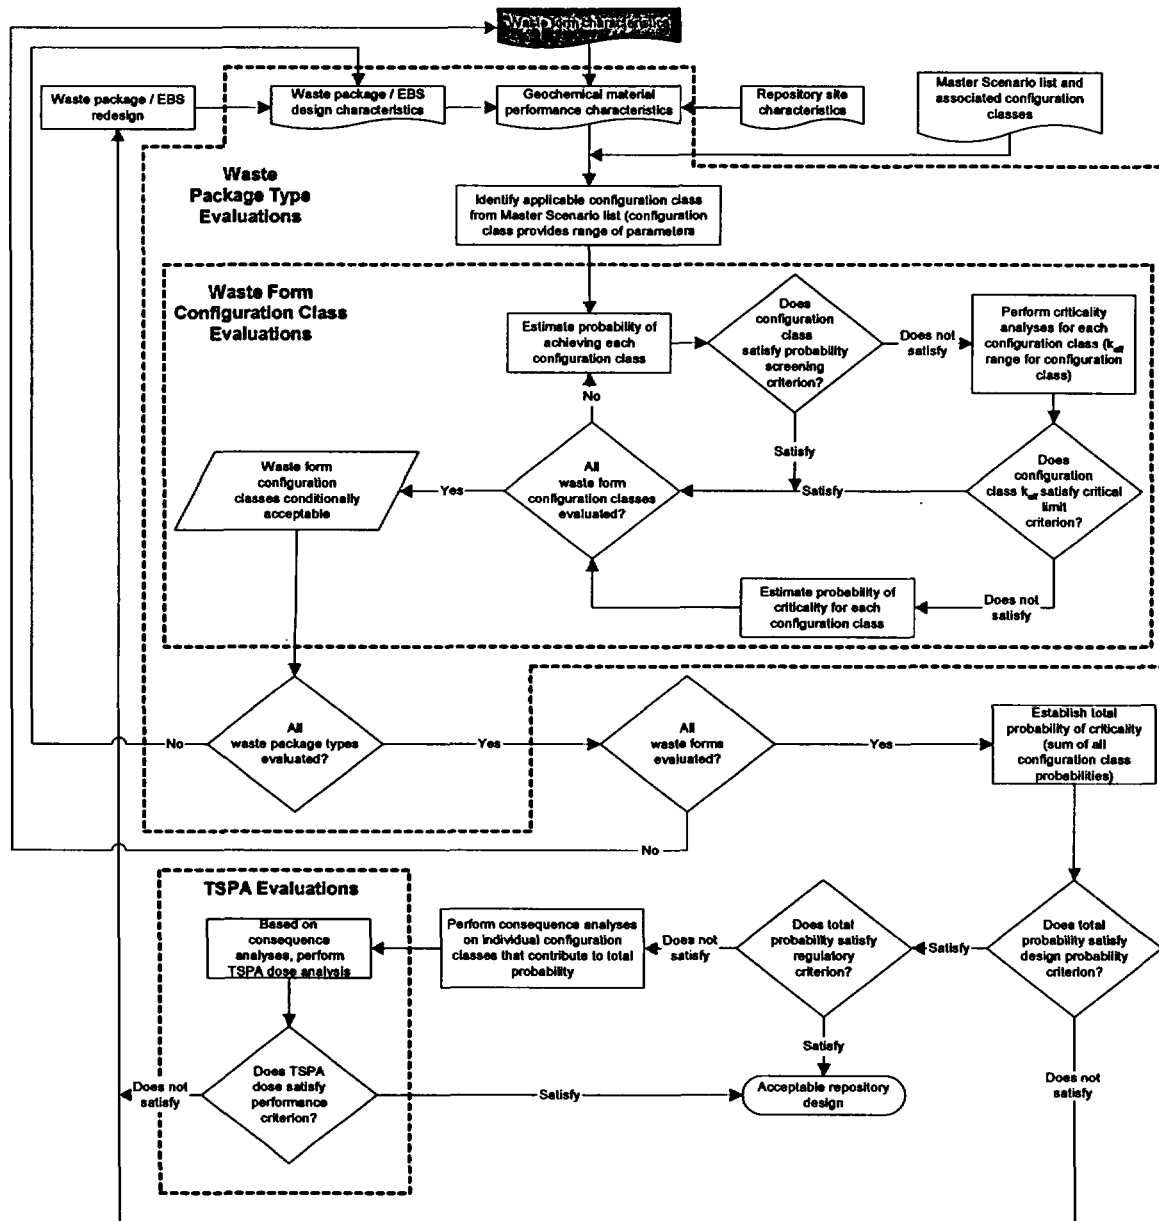 Waste form characteristics
Waste package / EBS
redesign
Waste package / EBS
design characteristics
Geochemical material
performance characteristics
Repository site
characteristics
Master Scenario list and
associated configuration
classes
Waste
Package Type
Evaluations
Identify applicable configuration class
from Master Scenario list (configuration
class provides range of parameters
Waste Form
Configuration Class
Evaluations
Estimate probability of
achieving each
configuration class
Does
configuration
class
satisfy probability
screening
criterion?
Does not
satisfy
Perform criticality
analyses for each
configuration class (keff
range for configuration
class)
No
Satisfy
Waste form
configuration
classes conditionally
acceptable
Yes
All
waste form
configuration classes
evaluated?
Satisfy
Does
configuration
class keff satisfy critical
limit
criterion?
Estimate probability of
criticality for each
configuration class
Does not
satisfy
No
All
waste package types
evaluated?
Yes
All
waste forms
evaluated?
Yes
Establish total
probability of criticality
(sum of all
configuration class
probabilities)
No
TSPA Evaluations
Based on
consequence
analyses, perform
TSPA dose analysis
Perform consequence analyses
on individual configuration
classes that contribute to total
probability
Does not
satisfy
Does total
probability satisfy
regulatory
criterion?
Satisfy
Does total
probability satisfy
design probability
criterion?
Satisfy
Does not
satisfy
Does TSPA
dose satisfy
performance
criterion?
Satisfy
Acceptable repository
design
Does not
satisfy